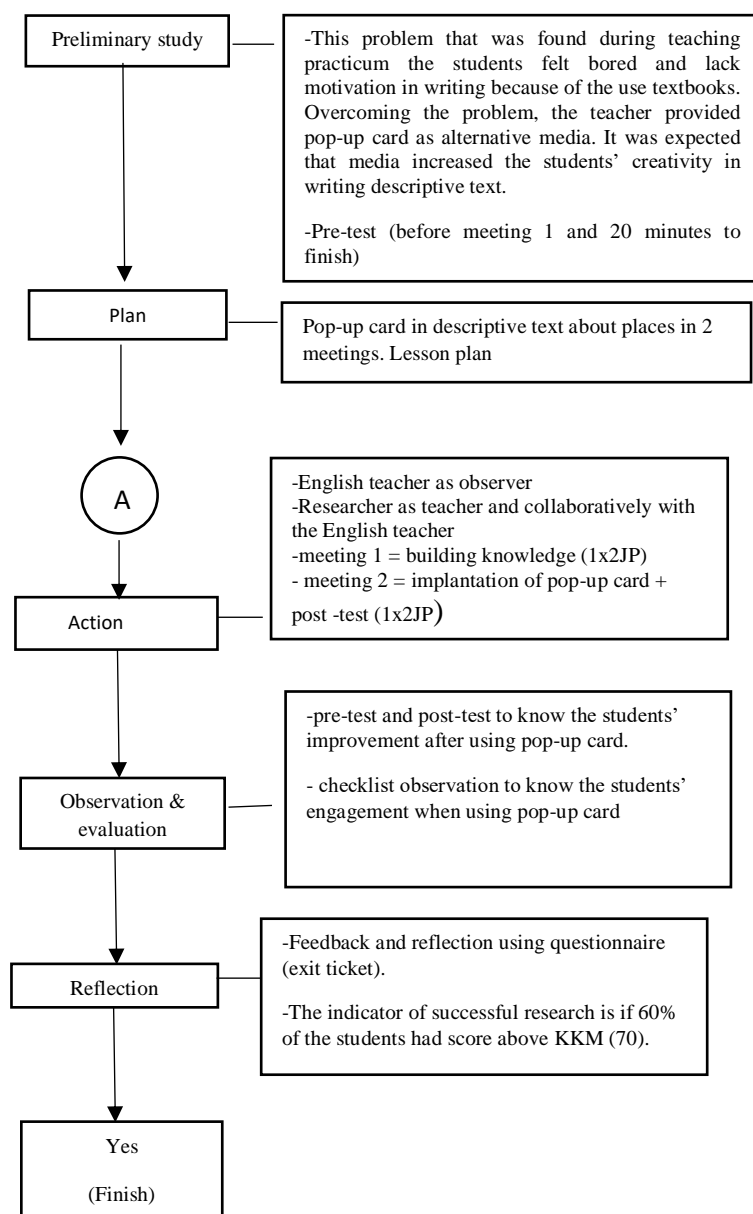 Preliminary study
-This problem that was found during teaching
practicum the students felt bored and lack
motivation in writing because of the use textbooks.
Overcoming the problem, the teacher provided
pop-up card as alternative media. It was expected
that media increased the students’ creativity in
writing descriptive text.
-Pre-test (before meeting 1 and 20 minutes to
finish)
Plan
Pop-up card in descriptive text about places in 2
meetings. Lesson plan
A
-English teacher as observer
-Researcher as teacher and collaboratively with
the English teacher
-meeting 1 = building knowledge (1x2JP)
- meeting 2 = implantation of pop-up card +
post -test (1x2JP)
Action
-pre-test and post-test to know the students’
improvement after using pop-up card.
- checklist observation to know the students’
engagement when using pop-up card
Observation &
evaluation
-Feedback and reflection using questionnaire
(exit ticket).
-The indicator of successful research is if 60%
of the students had score above KKM (70).
Reflection
Yes
(Finish)